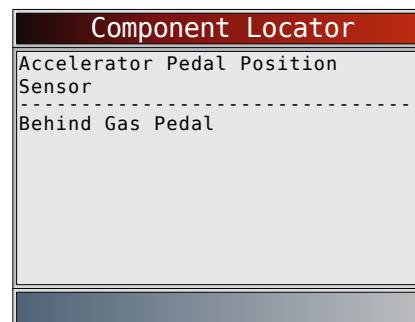 Component Locator
Accelerator Pedal Position
Sensor
--------------------------------
Behind Gas Pedal